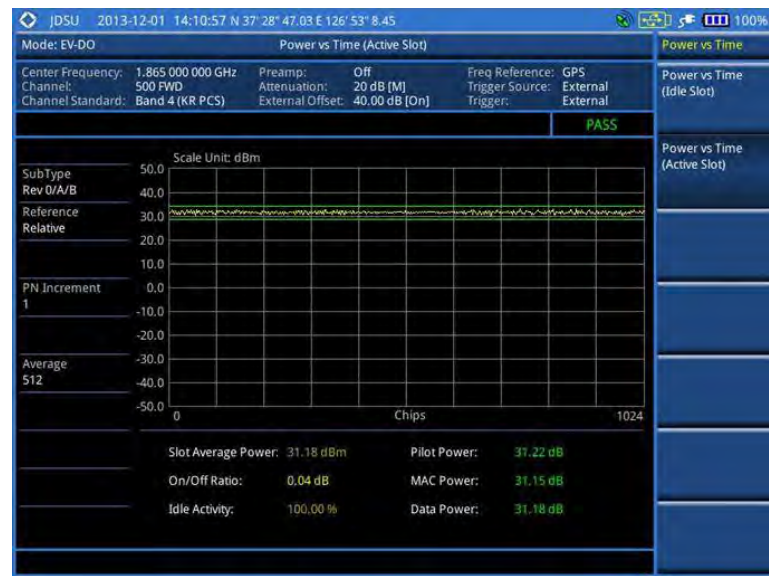 JDSU 2013-12-01 14:10:57 N 37' 28" 47.03 E 126' 53" 8.45 100%
Mode: EV-DO Power vs Time (Active Slot) Power vs Time
Center Frequency: 1.865 000 000 GHz Preamp: Off Freq Reference: GPS
Channel: 500 FWD Attenuation: 20 dB [M] Trigger Source: External
Channel Standard: Band 4 (KR PCS) External Offset: 40.00 dB [On] Trigger: External
Power vs Time
(Idle Slot)
PASS
Power vs Time
(Active Slot)
Scale Unit: dBm
SubType
Rev 0/A/B
Reference
Relative
PN Increment
1
Average
512
50.0
40.0
30.0
20.0
10.0
0.0
-10.0
-20.0
-30.0
-40.0
-50.0
0 Chips 1024
Slot Average Power: 31.18 dBm Pilot Power: 31.22 dB
On/Off Ratio: 0.04 dB MAC Power: 31.15 dB
Idle Activity: 100.00 % Data Power: 31.18 dB